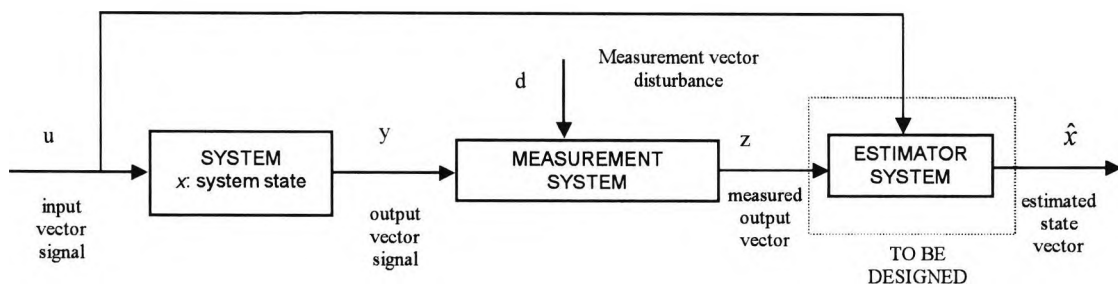 Measurement vector
disturbance
d
u
y
z
x̂
SYSTEM
x: system state
MEASUREMENT
SYSTEM
ESTIMATOR
SYSTEM
input
vector
signal
output
vector
signal
measured
output
vector
estimated
state
vector
TO BE
DESIGNED